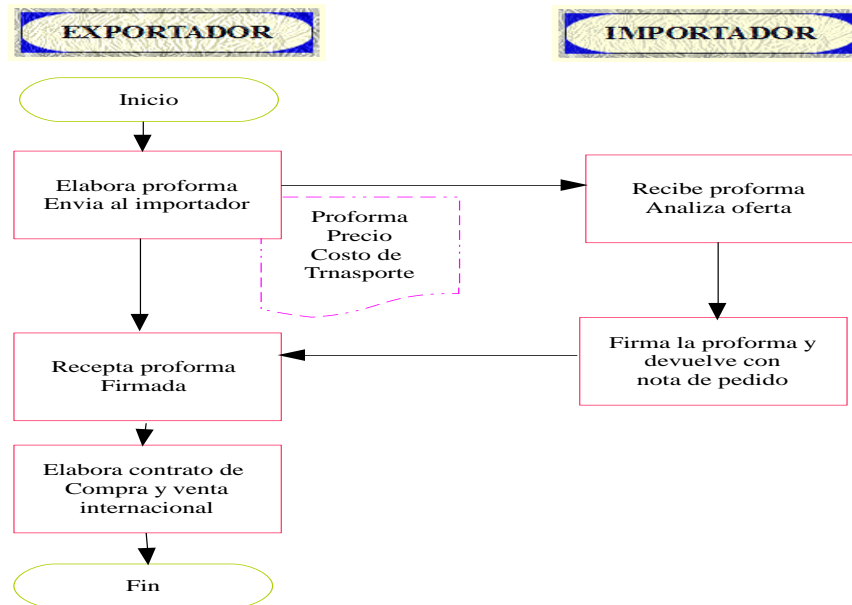 EXPORTADOR
IMPORTADOR
Inicio
Elabora proforma
Envia al importador
Proforma
Precio
Costo de
Trnasporte
Recibe proforma
Analiza oferta
Recepta proforma
Firmada
Firma la proforma y
devuelve con
nota de pedido
Elabora contrato de
Compra y venta
internacional
Fin